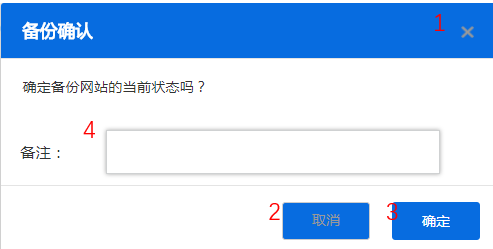 备份确认 1 ×
确定备份网站的当前状态吗？
4
备注：
2 取消 3 确定